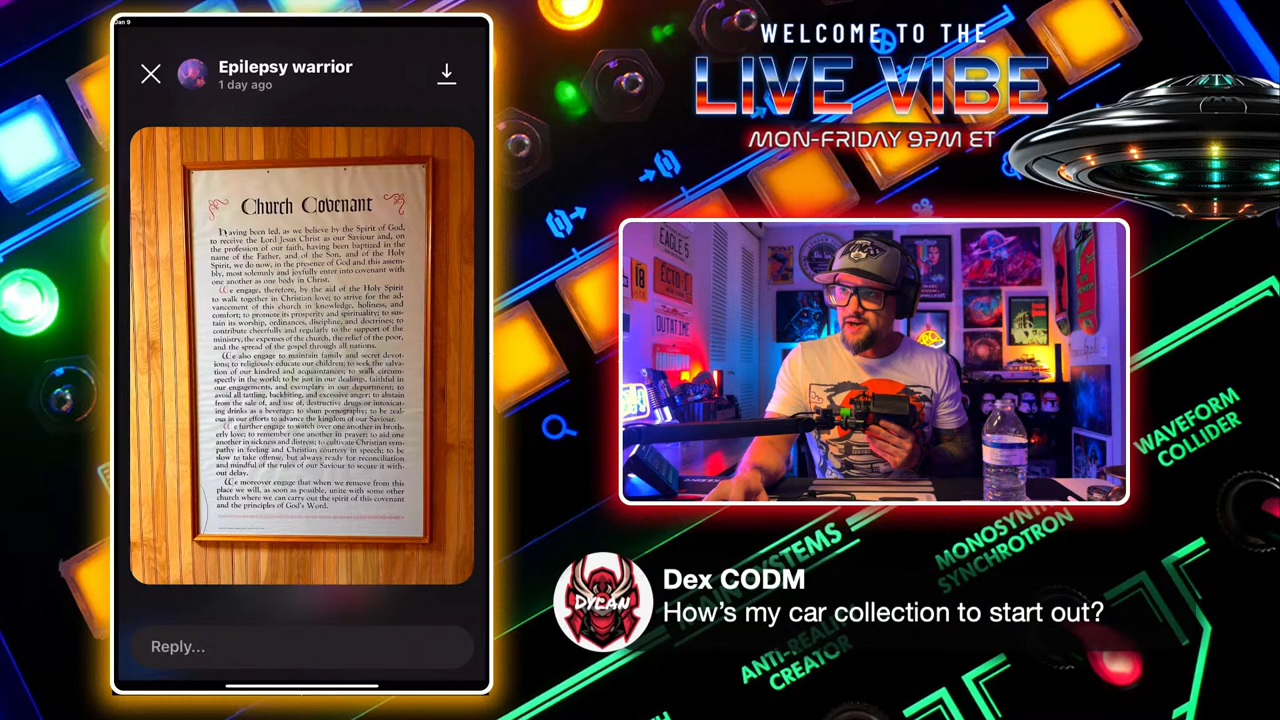 Jan 9
Epilepsy warrior
1 day ago
Church Covenant
Having been led, as we believe by the Spirit of God,
to receive the Lord Jesus Christ as our Saviour and, on
the profession of our faith, having been baptized in the
name of the Father, and of the Son, and of the Holy
Spirit, we do now, in the presence of God and this assem-
bly, most solemnly and joyfully enter into covenant with
one another as one body in Christ.
We engage, therefore, by the aid of the Holy Spirit
to walk together in Christian love; to strive for the ad-
vancement of this church in knowledge, holiness, and
comfort; to promote its prosperity and spirituality; to sus-
tain its worship, ordinances, discipline, and doctrines; to
contribute cheerfully and regularly to the support of the
ministry, the expenses of the church, the relief of the poor,
and the spread of the gospel through all nations.
We also engage to maintain family and secret devot-
ions; to religiously educate our children; to seek the salva-
tion of our kindred and acquaintances; to walk circum-
spectly in the world; to be just in our dealings, faithful in
our engagements, and exemplary in our deportment; to
avoid all tattling, backbiting, and excessive anger; to abstain
from the sale of, and use of, destructive drugs or intoxicat-
ing drinks as a beverage; to shun pornography; to be zeal-
ous in our efforts to advance the kingdom of our Saviour.
We further engage to watch over one another in broth-
erly love; to remember one another in prayer; to aid one
another in sickness and distress; to cultivate Christian sym-
pathy in feeling and Christian courtesy in speech; to be
slow to take offense, but always ready for reconciliation
and mindful of the rules of our Saviour to secure it with-
out delay.
We moreover engage that when we remove from this
place we will, as soon as possible, unite with some other
church where we can carry out the spirit of this covenant
and the principles of God's Word.
Reply...
WELCOME TO THE
LIVE VIBE
MON-FRIDAY 9PM ET
EAGLE 5
18
ECTO-1
OUTATIME
KINGS
DYCAN
Dex CODM
How's my car collection to start out?
WAVEFORM
COLLIDER
MONOSYNTH
SYNCHROTRON
SYSTEMS
ANTI-REALITY
CREATOR